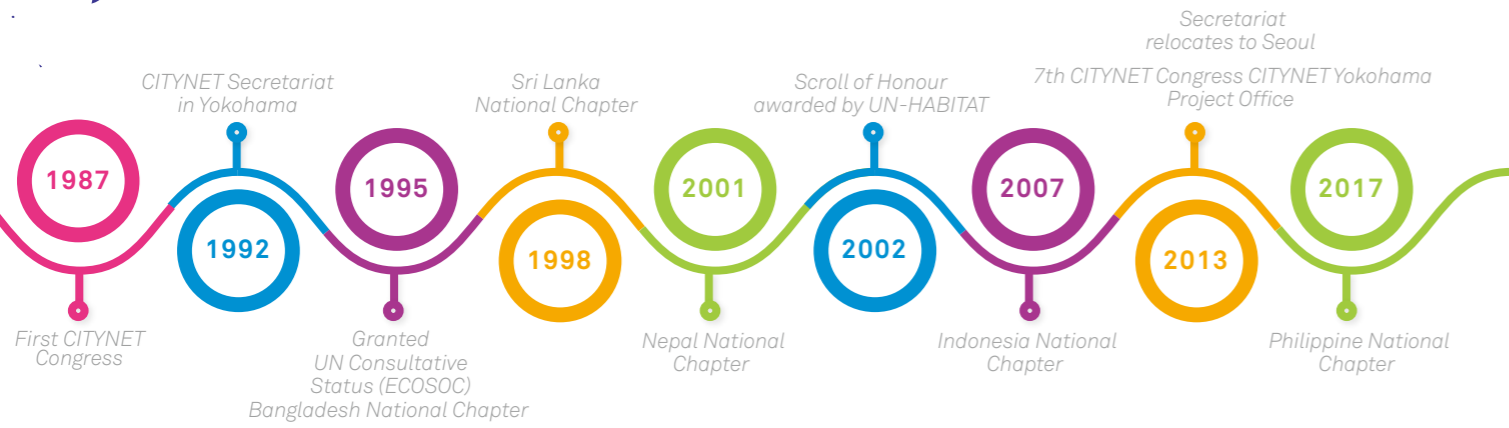 1987
First CITYNET
Congress
CITYNET Secretariat
in Yokohama
1992
1995
Granted
UN Consultative
Status (ECOSOC)
Bangladesh National Chapter
Sri Lanka
National Chapter
1998
2001
Nepal National
Chapter
Scroll of Honour
awarded by UN-HABITAT
2002
2007
Indonesia National
Chapter
Secretariat
relocates to Seoul
7th CITYNET Congress CITYNET Yokohama
Project Office
2013
2017
Philippine National
Chapter